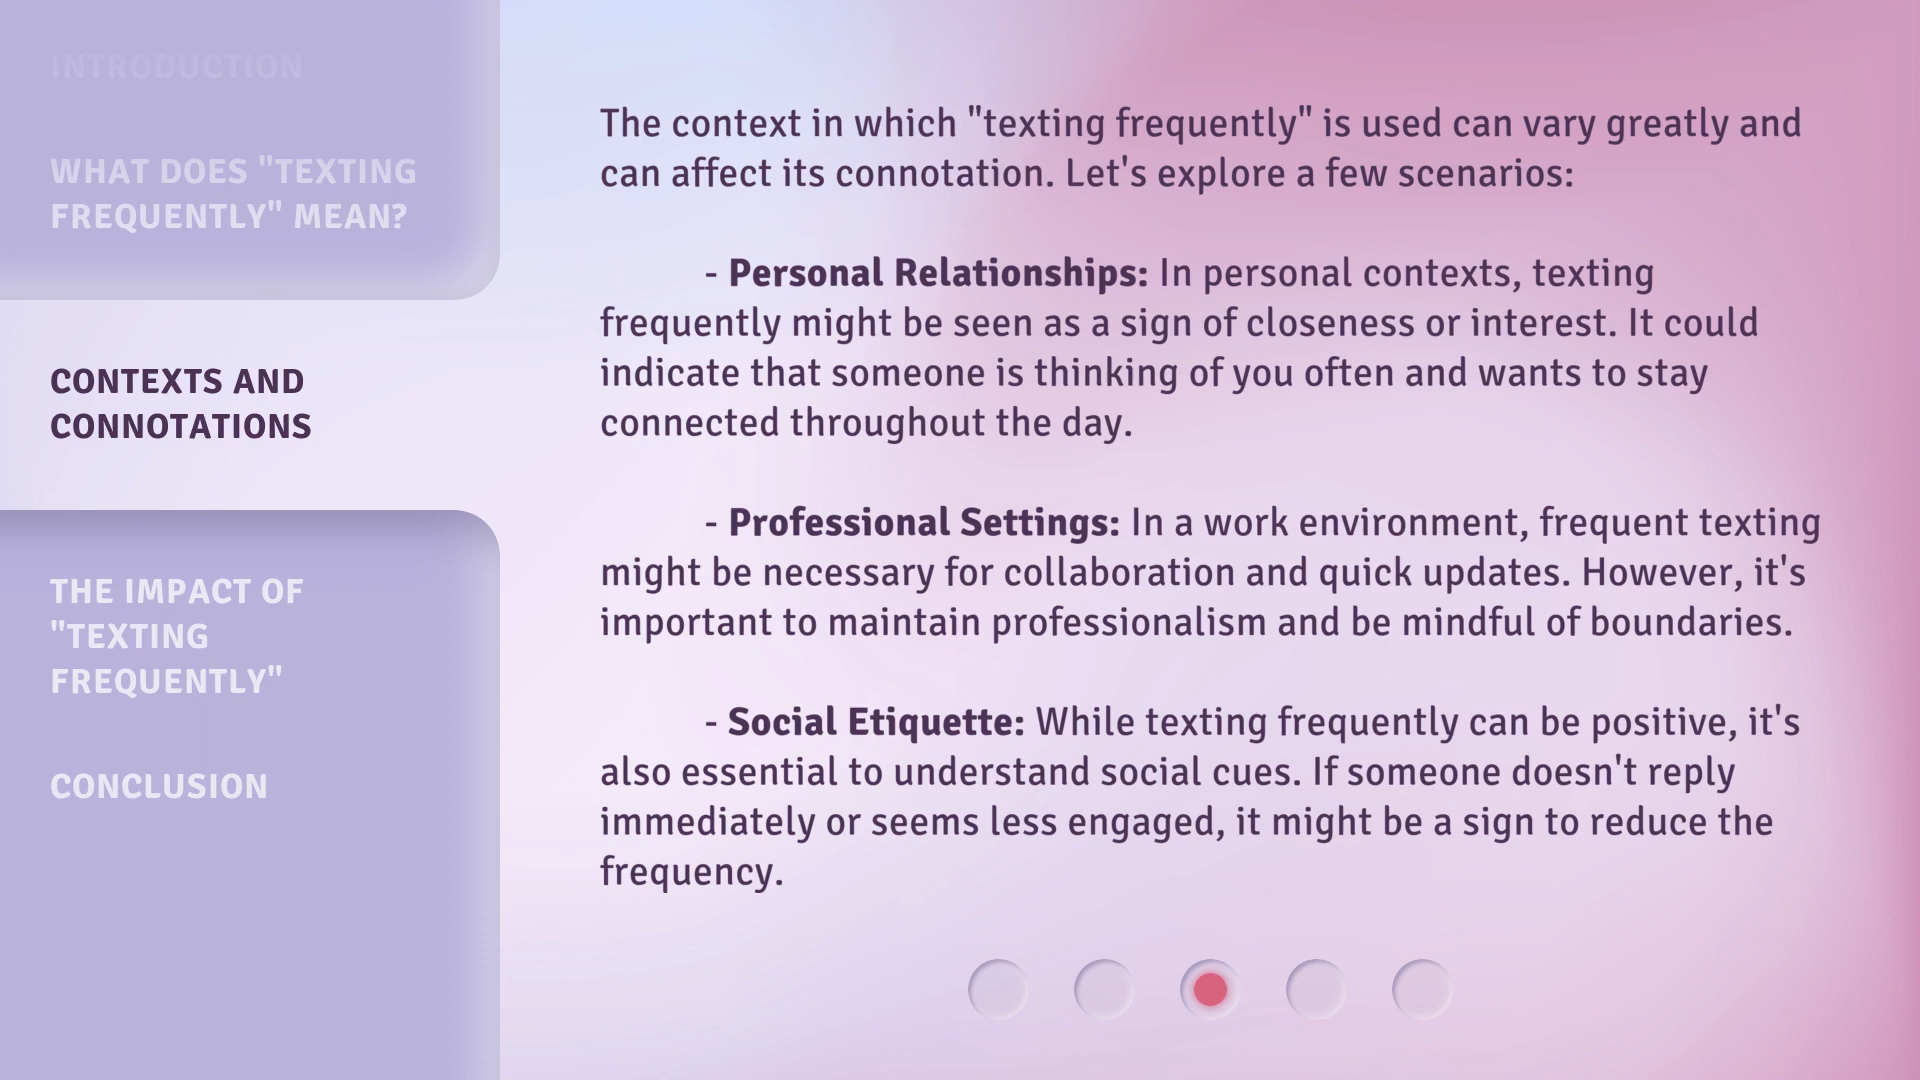 INTRODUCTION
WHAT DOES "TEXTING
FREQUENTLY" MEAN?
CONTEXTS AND
CONNOTATIONS
THE IMPACT OF
"TEXTING
FREQUENTLY"
CONCLUSION
The context in which "texting frequently" is used can vary greatly and
can affect its connotation. Let's explore a few scenarios:
- Personal Relationships: In personal contexts, texting
frequently might be seen as a sign of closeness or interest. It could
indicate that someone is thinking of you often and wants to stay
connected throughout the day.
- Professional Settings: In a work environment, frequent texting
might be necessary for collaboration and quick updates. However, it's
important to maintain professionalism and be mindful of boundaries.
- Social Etiquette: While texting frequently can be positive, it's
also essential to understand social cues. If someone doesn't reply
immediately or seems less engaged, it might be a sign to reduce the
frequency.